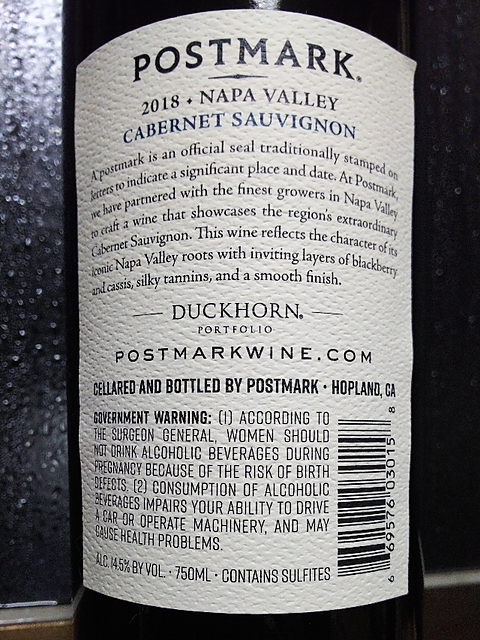 POSTMARK.
2018 • NAPA VALLEY
CABERNET SAUVIGNON
A postmark is an official seal traditionally stamped on
letters to indicate a significant place and date. At Postmark,
we have partnered with the finest growers in Napa Valley
to craft a wine that showcases the region's extraordinary
Cabernet Sauvignon. This wine reflects the character of its
iconic Napa Valley roots with inviting layers of blackberry
and cassis, silky tannins, and a smooth finish.
DUCKHORN®
PORTFOLIO
POSTMARKWINE.COM
CELLARED AND BOTTLED BY POSTMARK • HOPLAND, CA
GOVERNMENT WARNING: (1) ACCORDING TO
THE SURGEON GENERAL, WOMEN SHOULD
NOT DRINK ALCOHOLIC BEVERAGES DURING
PREGNANCY BECAUSE OF THE RISK OF BIRTH
DEFECTS. (2) CONSUMPTION OF ALCOHOLIC
BEVERAGES IMPAIRS YOUR ABILITY TO DRIVE
A CAR OR OPERATE MACHINERY, AND MAY
CAUSE HEALTH PROBLEMS.
ALC. 14.5% BY VOL. • 750ML • CONTAINS SULFITES
6 69576 03015 8